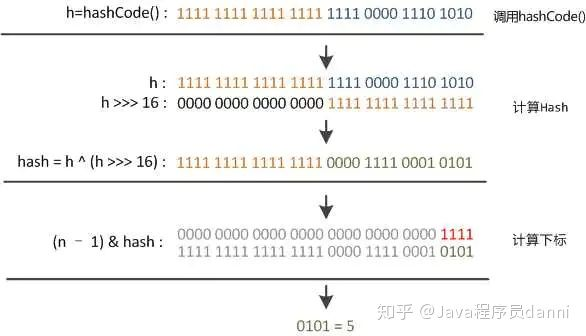 h=hashCode() : 1111 1111 1111 1111 1111 0000 1110 1010 调用hashCode()
h : 1111 1111 1111 1111 1111 0000 1110 1010
h >>> 16 : 0000 0000 0000 0000 1111 1111 1111 1111 计算Hash
hash = h ^ (h >>> 16) : 1111 1111 1111 1111 0000 1111 0001 0101
0000 0000 0000 0000 0000 0000 0000 1111
(n – 1) & hash : 1111 1111 1111 1111 0000 1111 0001 0101 计算下标
0101 = 5
知乎 @Java程序员danni